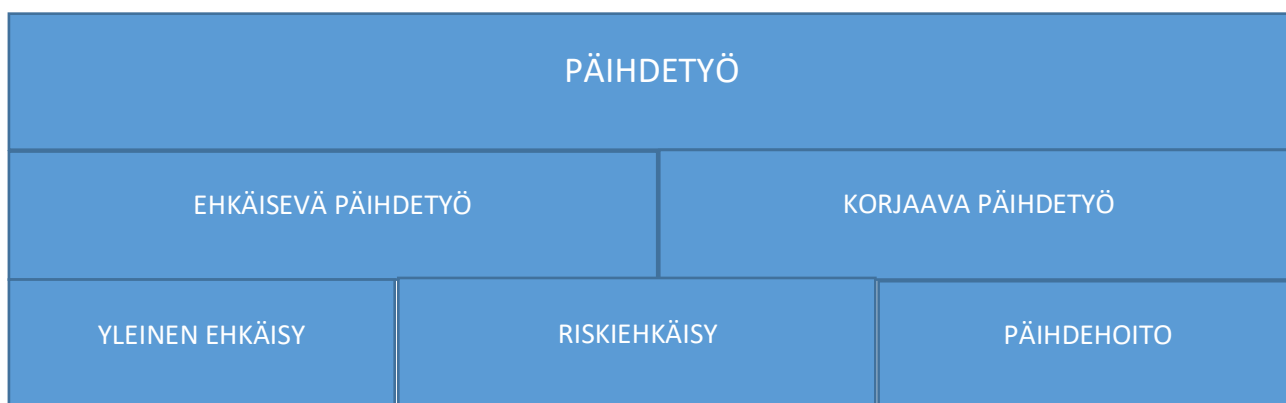 PÄIHDETYÖ
EHKÄISEVÄ PÄIHDETYÖ
KORJAAVA PÄIHDETYÖ
YLEINEN EHKÄISY
RISKIEHKÄISY
PÄIHDEHOITO